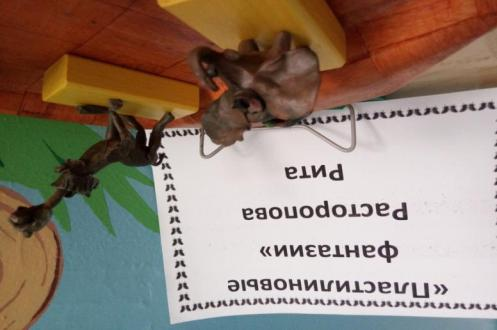 «Пластилиновые
фантазии»
Расторопова
Рита